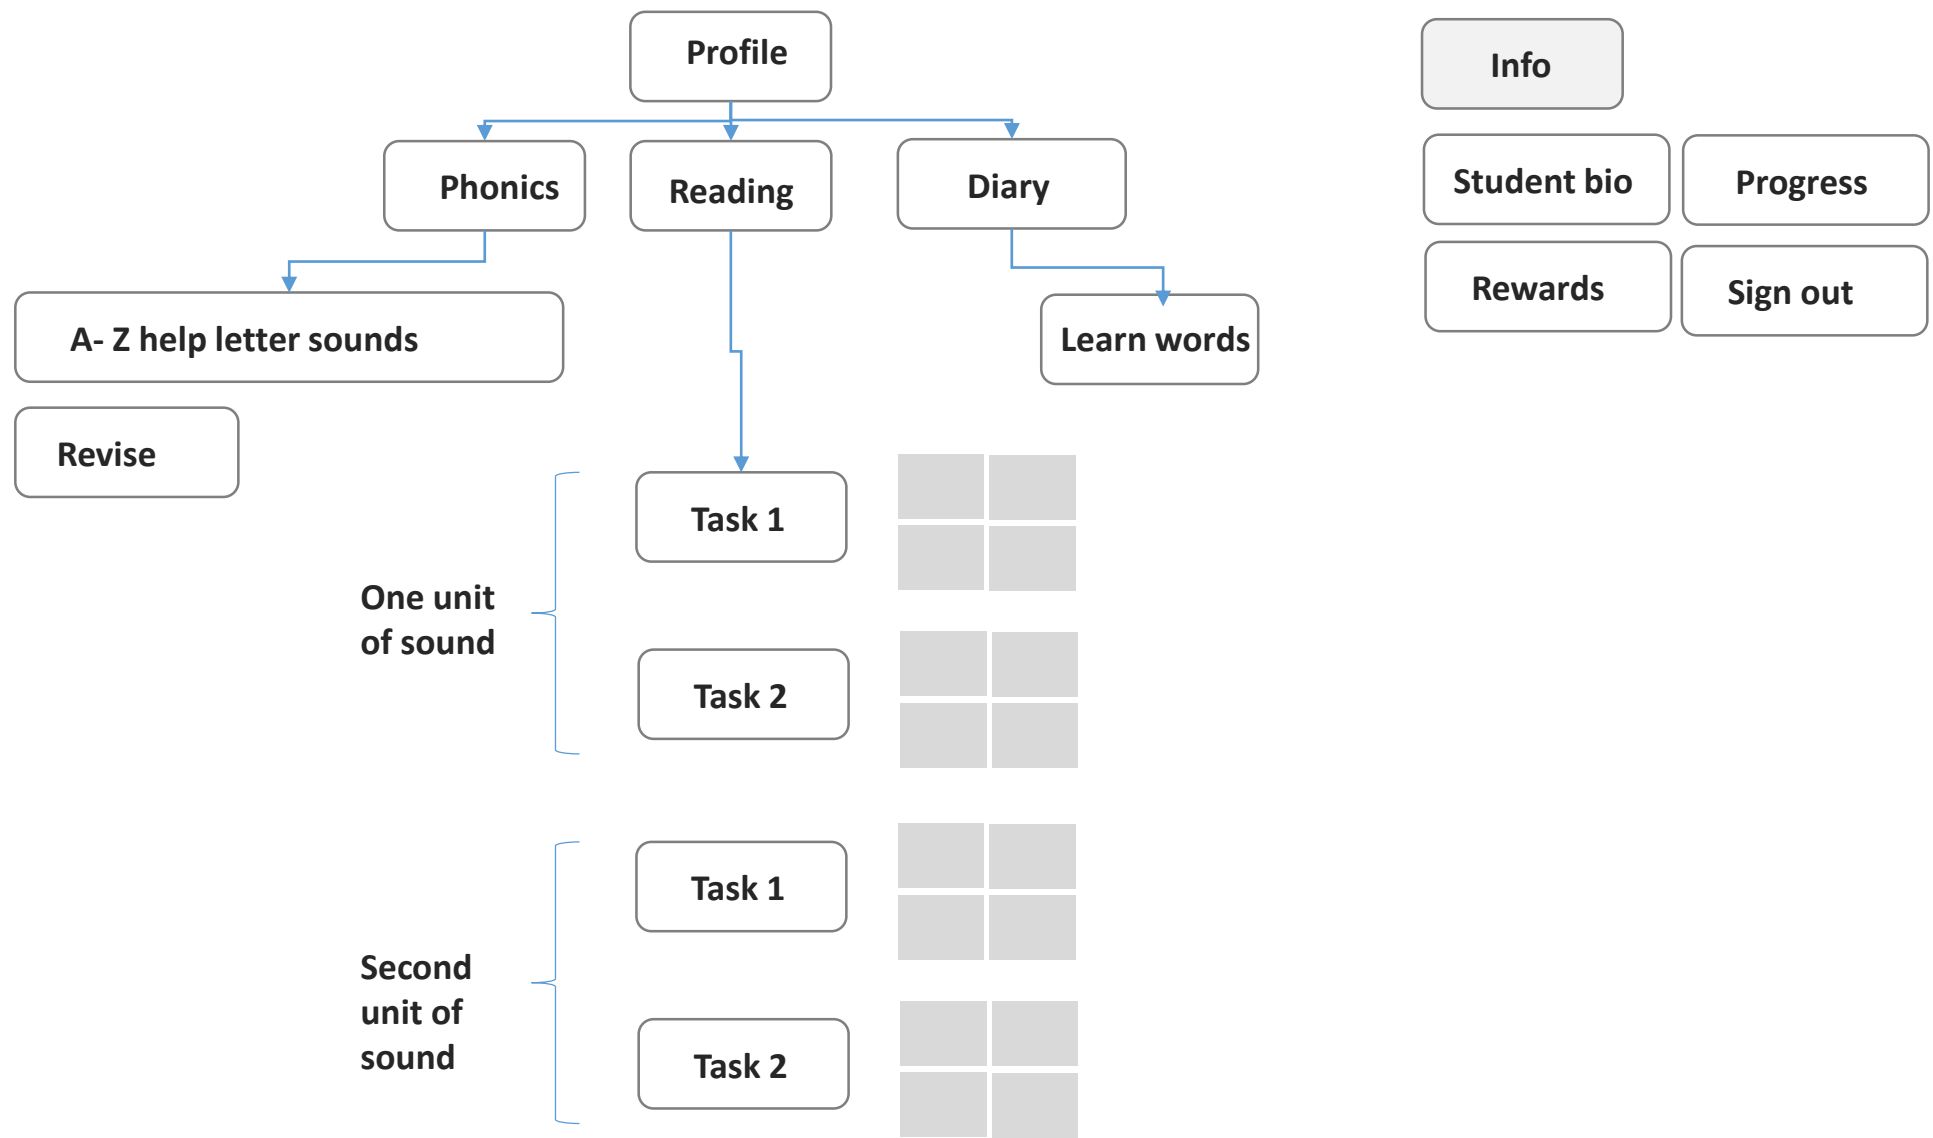 Profile
Info
Phonics
Reading
Diary
Student bio
Progress
Rewards
Sign out
A- Z help letter sounds
Learn words
Revise
Task 1
One unit
of sound
Task 2
Task 1
Second
unit of
sound
Task 2